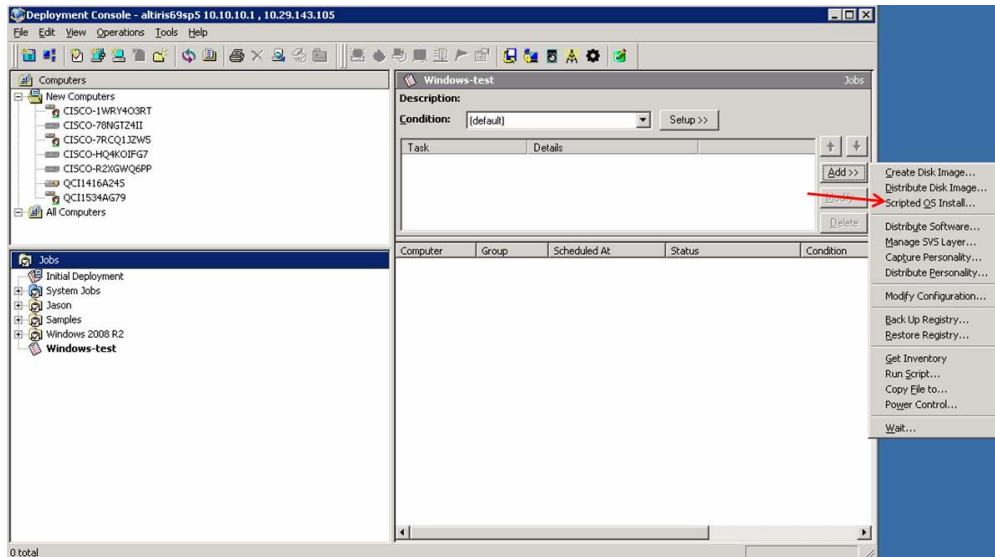 Deployment Console - altiris69sp5 10.10.10.1 , 10.29.143.105
File Edit View Operations Tools Help
Computers
New Computers
CISCO-1WRY4O3RT
CISCO-78NGTZ4II
CISCO-7RCQ1JZW5
CISCO-HQ4KOIFG7
CISCO-R2XGWQ6PP
QCI1416A245
QCI1534AG79
All Computers
Jobs
Initial Deployment
System Jobs
Jason
Samples
Windows 2008 R2
Windows-test
Windows-test Jobs
Description:
Condition: (default) Setup >>
Task Details
Add >>
Modify
Delete
Computer Group Scheduled At Status Condition
Create Disk Image...
Distribute Disk Image...
Scripted OS Install...
Distribute Software...
Manage SVS Layer...
Capture Personality...
Distribute Personality...
Modify Configuration...
Back Up Registry...
Restore Registry...
Get Inventory
Run Script...
Copy File to...
Power Control...
Wait...
0 total